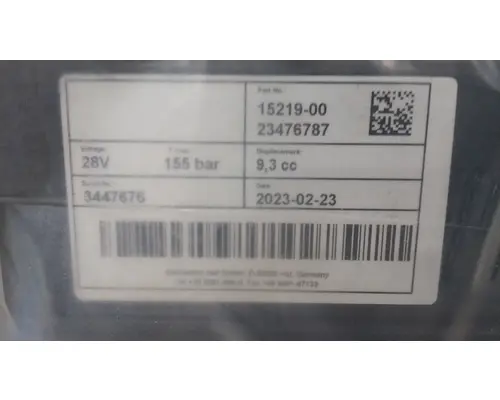 Part No.:
15219-00
23476787
Voltage:
28V
155 bar
Displacement:
9,3 cc
Serial No.:
3447676
Date:
2023-02-23
Germany